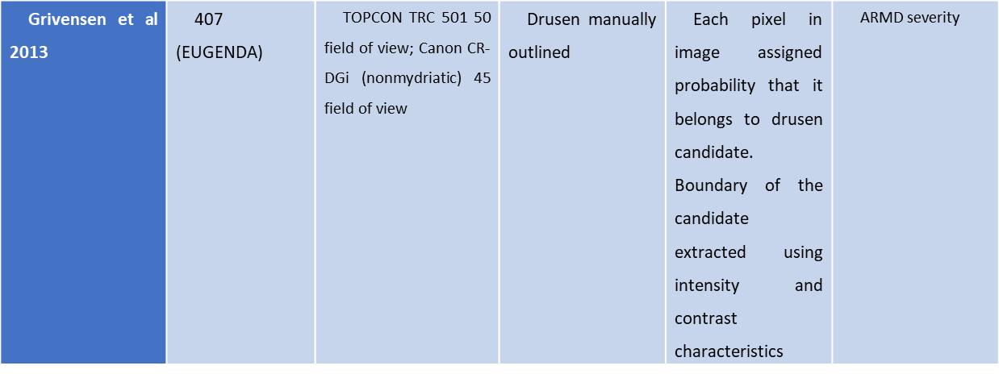 Grivensen et al
2013
407
(EUGENDA)
TOPCON TRC 501 50
field of view; Canon CR-
DGi (nonmydriatic) 45
field of view
Drusen manually
outlined
Each pixel in
image assigned
probability that it
belongs to drusen
candidate.
Boundary of the
candidate
extracted using
intensity and
contrast
characteristics
ARMD severity